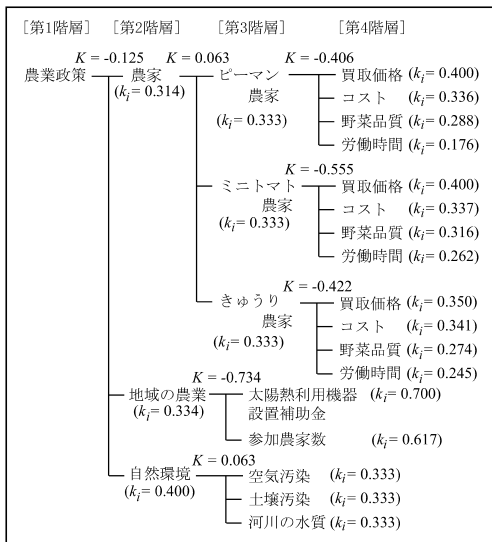 [第1階層] [第2階層] [第3階層] [第4階層]
K = -0.125 K = 0.063 K = -0.406
農業政策 農家 ピーマン 買取価格 (ki = 0.400)
(ki = 0.314) 農家 コスト (ki = 0.336)
(ki = 0.333) 野菜品質 (ki = 0.288)
労働時間 (ki = 0.176)
K = -0.555
ミニトマト 買取価格 (ki = 0.400)
農家 コスト (ki = 0.337)
(ki = 0.333) 野菜品質 (ki = 0.316)
労働時間 (ki = 0.262)
K = -0.422
きゅうり 買取価格 (ki = 0.350)
農家 コスト (ki = 0.341)
(ki = 0.333) 野菜品質 (ki = 0.274)
労働時間 (ki = 0.245)
K = -0.734
地域の農業 太陽熱利用機器 (ki = 0.700)
(ki = 0.334) 設置補助金
参加農家数 (ki = 0.617)
K = 0.063
自然環境 空気汚染 (ki = 0.333)
(ki = 0.400) 土壌汚染 (ki = 0.333)
河川の水質 (ki = 0.333)